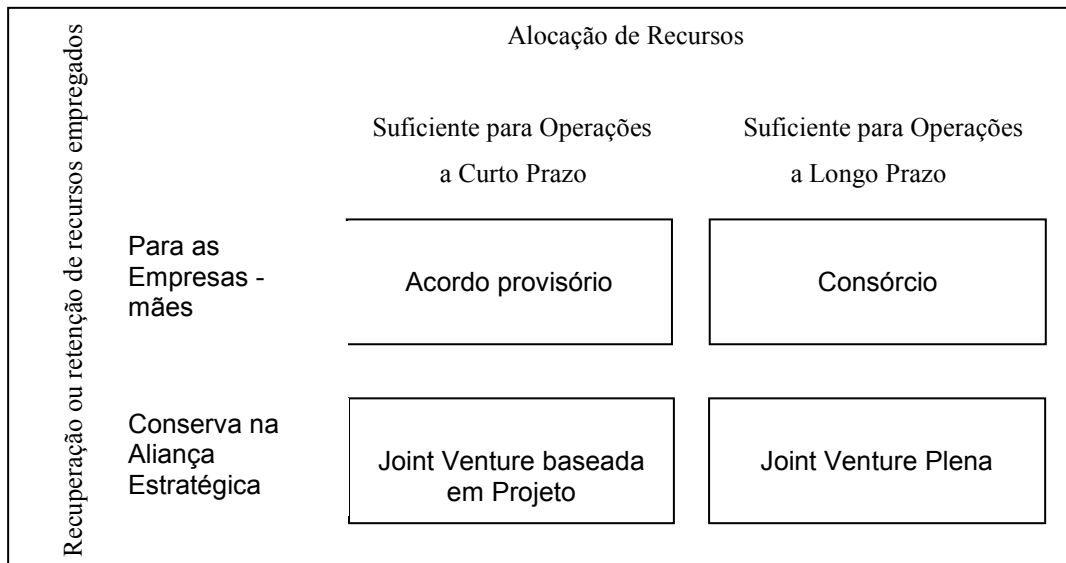 Alocação de Recursos
Recuperação ou retenção de recursos empregados
Suficiente para Operações
a Curto Prazo
Suficiente para Operações
a Longo Prazo
Para as
Empresas -
mães
Acordo provisório
Consórcio
Conserva na
Aliança
Estratégica
Joint Venture baseada
em Projeto
Joint Venture Plena